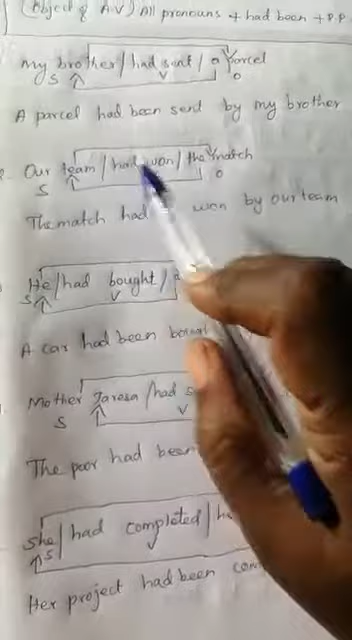 (Object of A.V) All pronouns + had been + P.P
My brother / had sent / a parcel
S V O
A parcel had been sent by my brother
Our team / had won / the match
S O
The match had won by our team
He / had bought /
S V
A car had been
Mother Taresa / had
S V
The poor had been
She / had completed /
S V
Her project had been